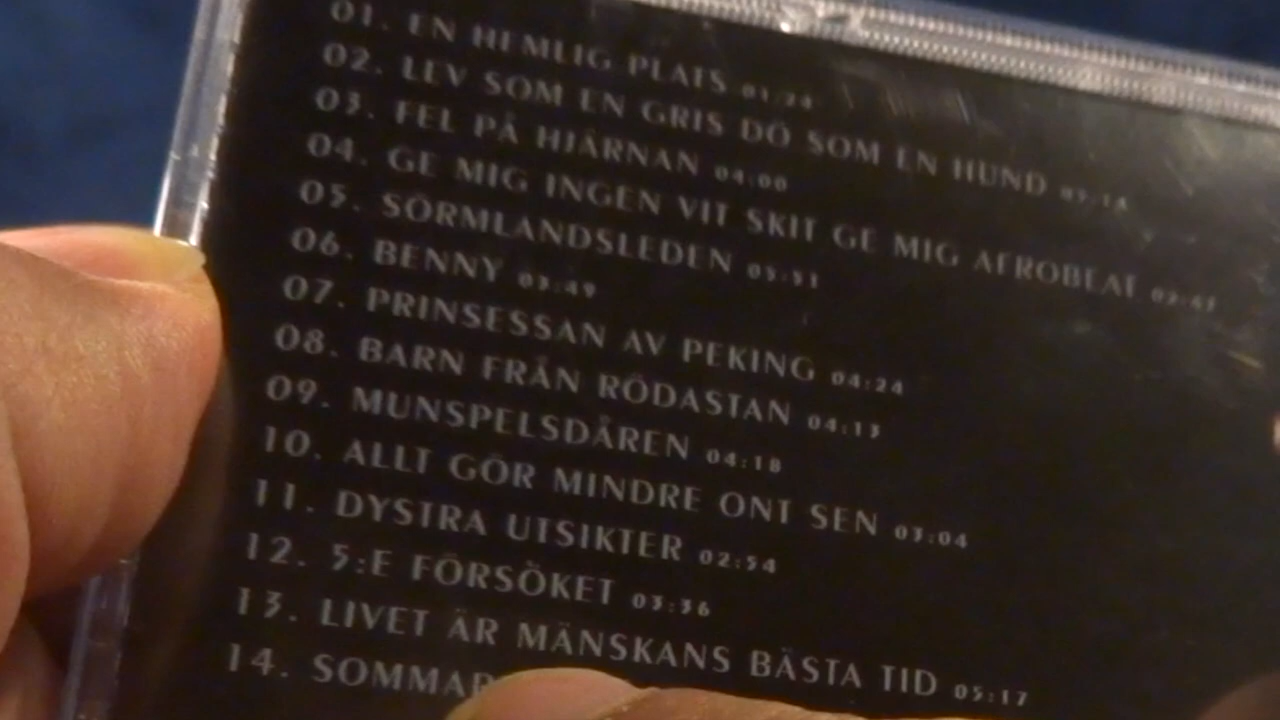 01. EN HEMLIG PLATS 01:24
02. LEV SOM EN GRIS DÖ SOM EN HUND
03. FEL PÅ HJÄRNAN 04:00
04. GE MIG INGEN VIT SKIT GE MIG AFROBEAT
05. SÖRMLANDSLEDEN 05:51
06. BENNY 03:49
07. PRINSESSAN AV PEKING 04:24
08. BARN FRÅN RÖDASTAN 04:13
09. MUNSPELSDÅREN 04:18
10. ALLT GÖR MINDRE ONT SEN 03:04
11. DYSTRA UTSIKTER 02:54
12. 5:E FÖRSÖKET 03:36
13. LIVET ÄR MÄNSKANS BÄSTA TID 05:17
14. SOMMAR